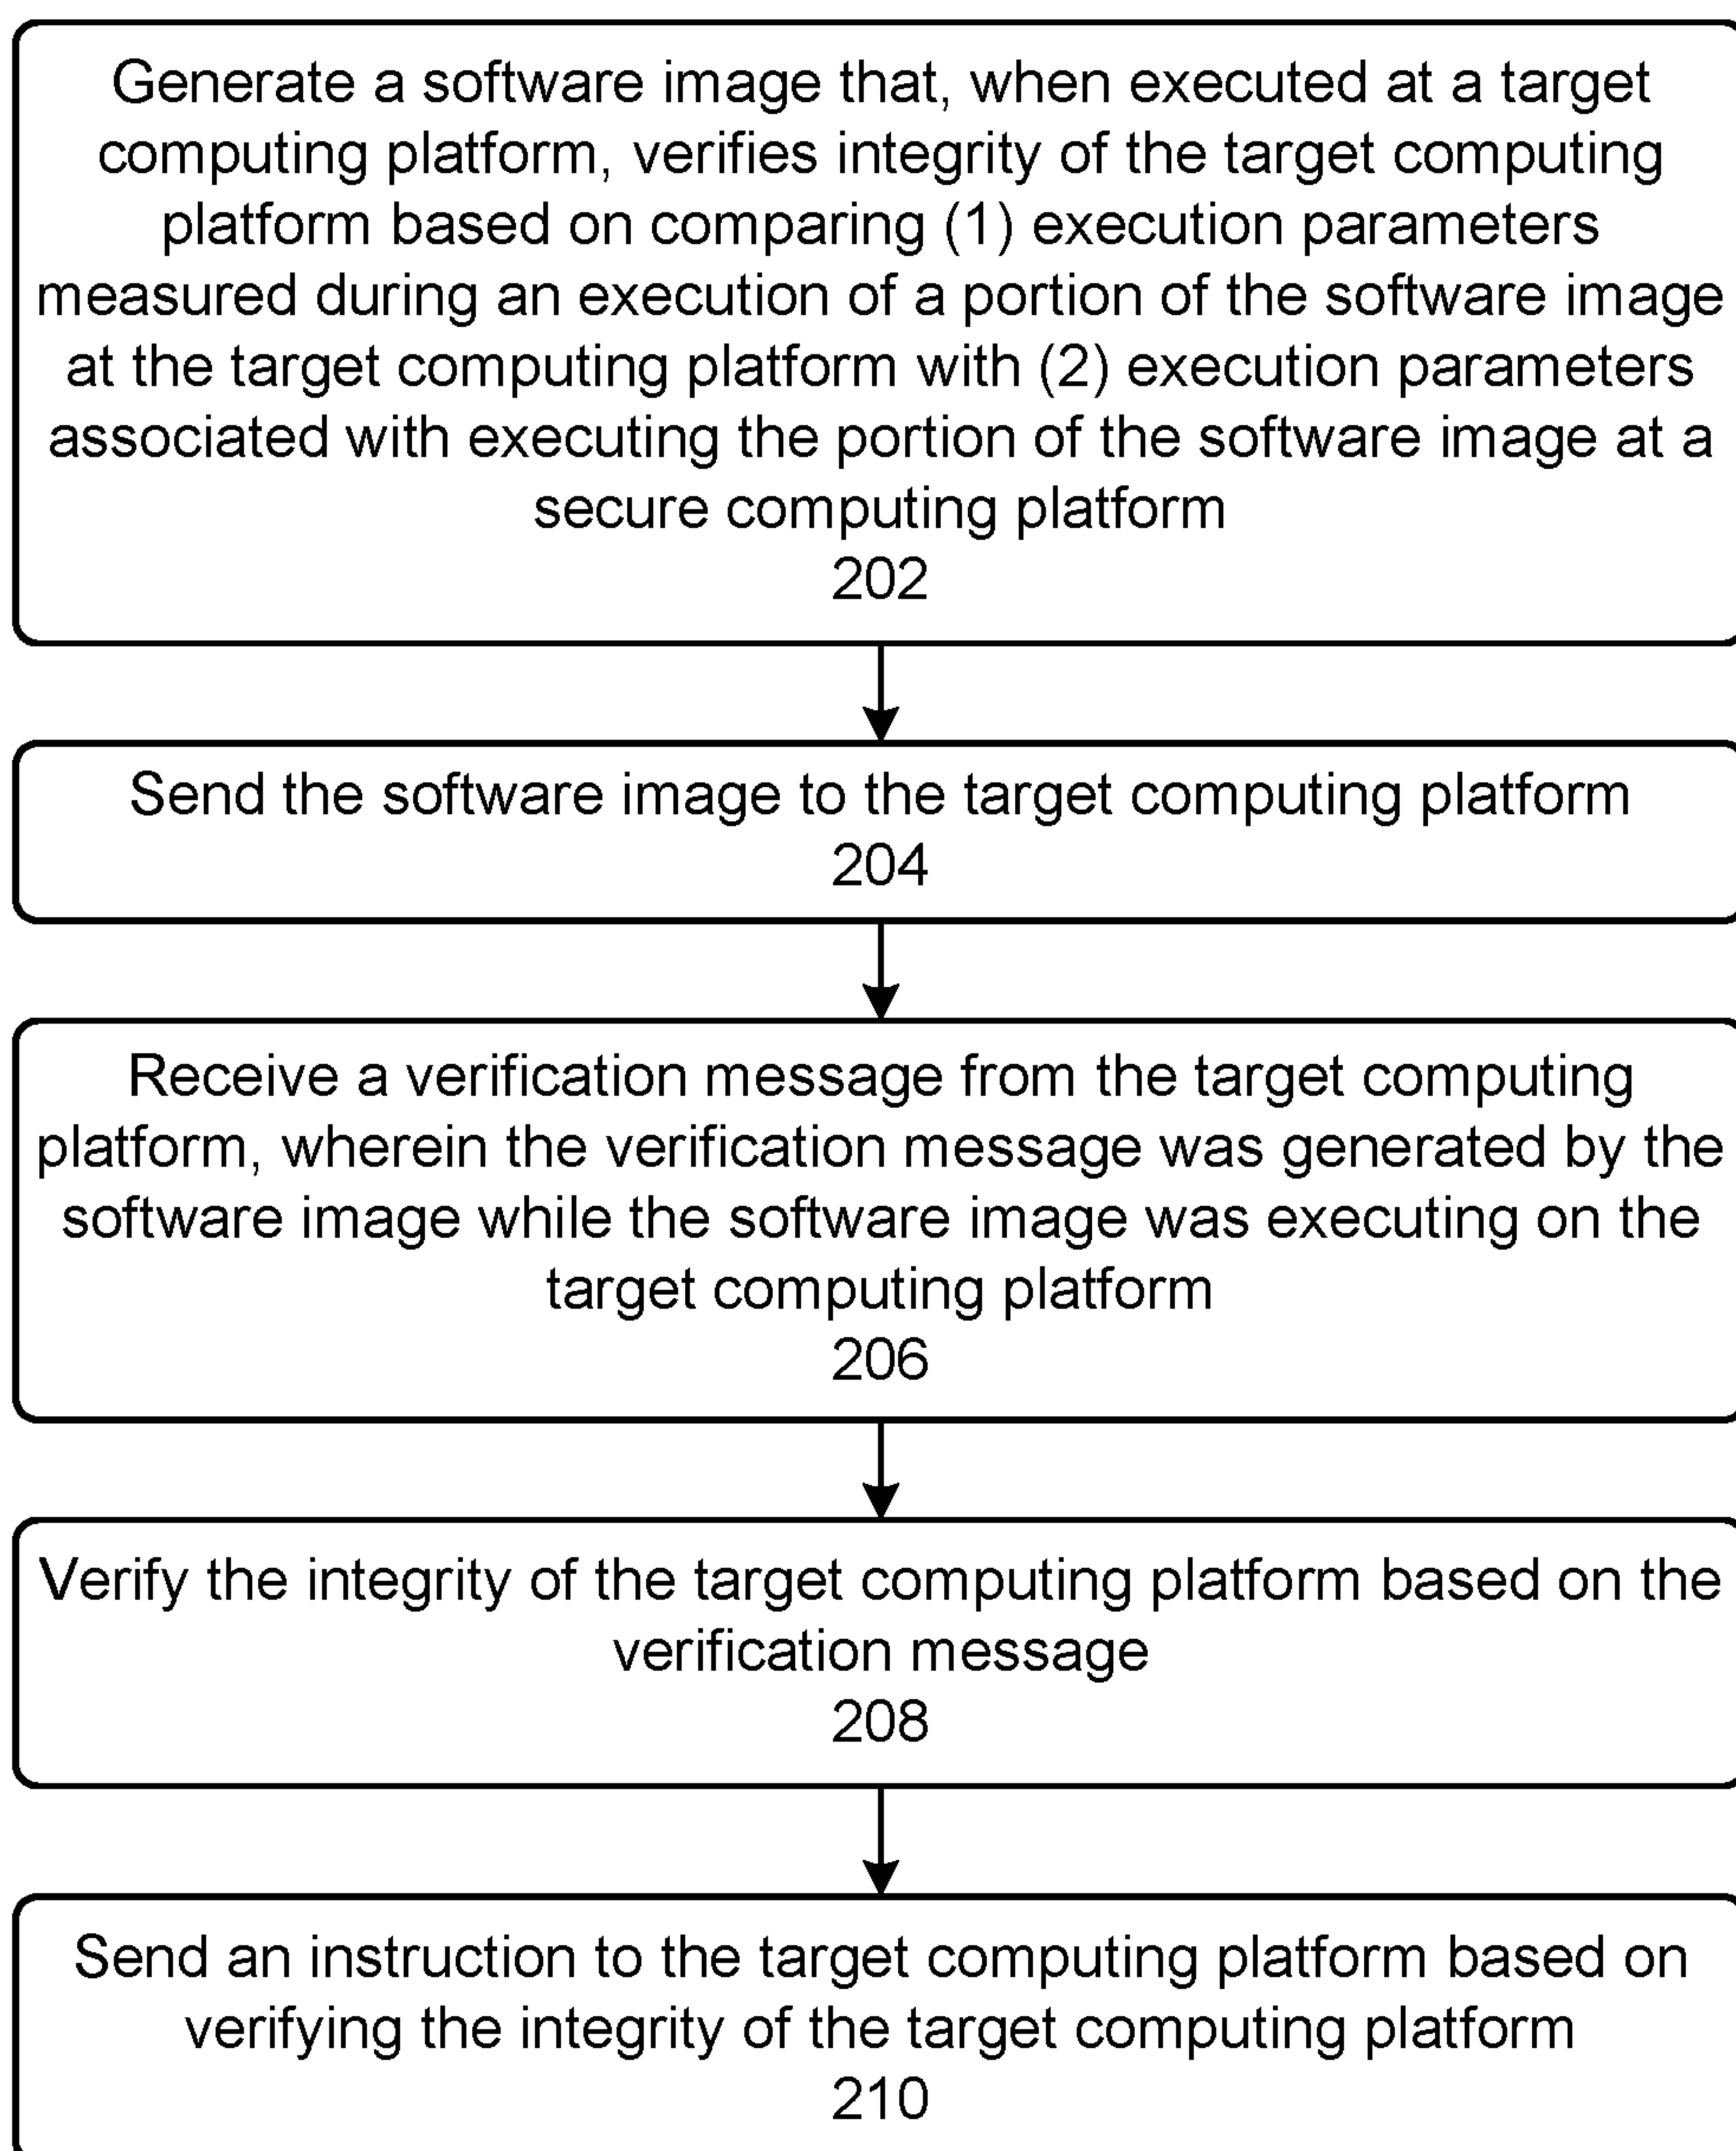 Generate a software image that, when executed at a target
computing platform, verifies integrity of the target computing
platform based on comparing (1) execution parameters
measured during an execution of a portion of the software image
at the target computing platform with (2) execution parameters
associated with executing the portion of the software image at a
secure computing platform
202
Send the software image to the target computing platform
204
Receive a verification message from the target computing
platform, wherein the verification message was generated by the
software image while the software image was executing on the
target computing platform
206
Verify the integrity of the target computing platform based on the
verification message
208
Send an instruction to the target computing platform based on
verifying the integrity of the target computing platform
210